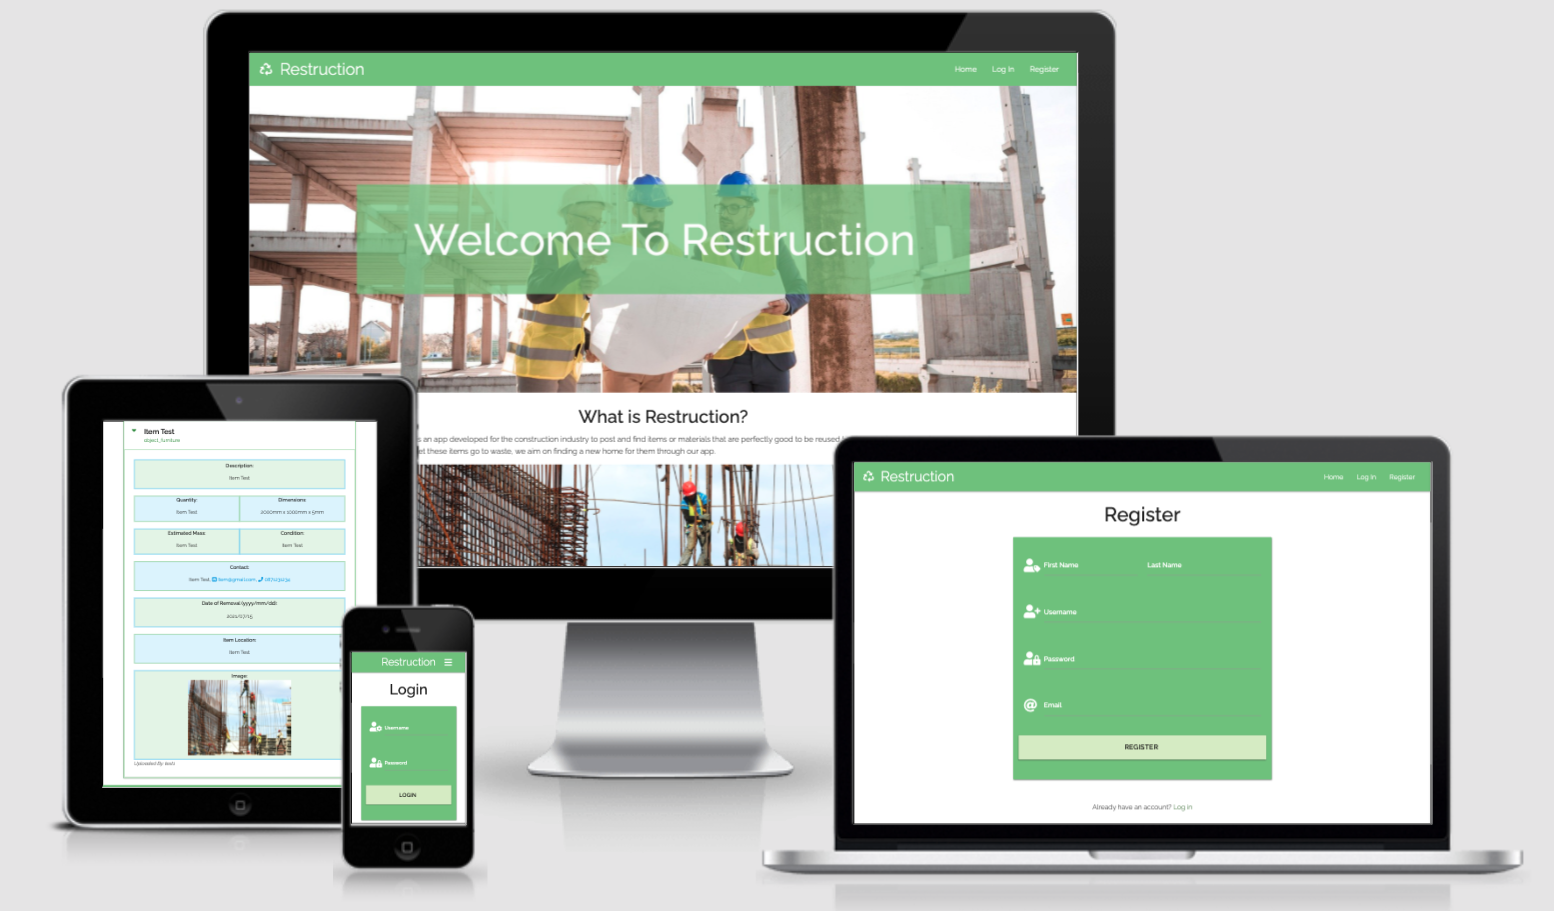 Restruction
Home Log In Register
Welcome To Restruction
What is Restruction?
s an app developed for the construction industry to post and find items or materials that are perfectly good to be reused
et these items go to waste, we aim on finding a new home for them through our app.
Item Test
object_furniture
Description:
Item Test
Quantity: Dimensions:
Item Test 2000mm x 1000mm x 5mm
Estimated Mass: Condition:
Item Test Item Test
Contact:
Item Test,
Date of Removal (yyyy/mm/dd):
2021/07/15
Item Location:
Item Test
Image:
Uploaded By:
Restruction
Login
Username
Password
LOGIN
Restruction
Home Log In Register
Register
First Name Last Name
Username
Password
Email
REGISTER
Already have an account? Log in